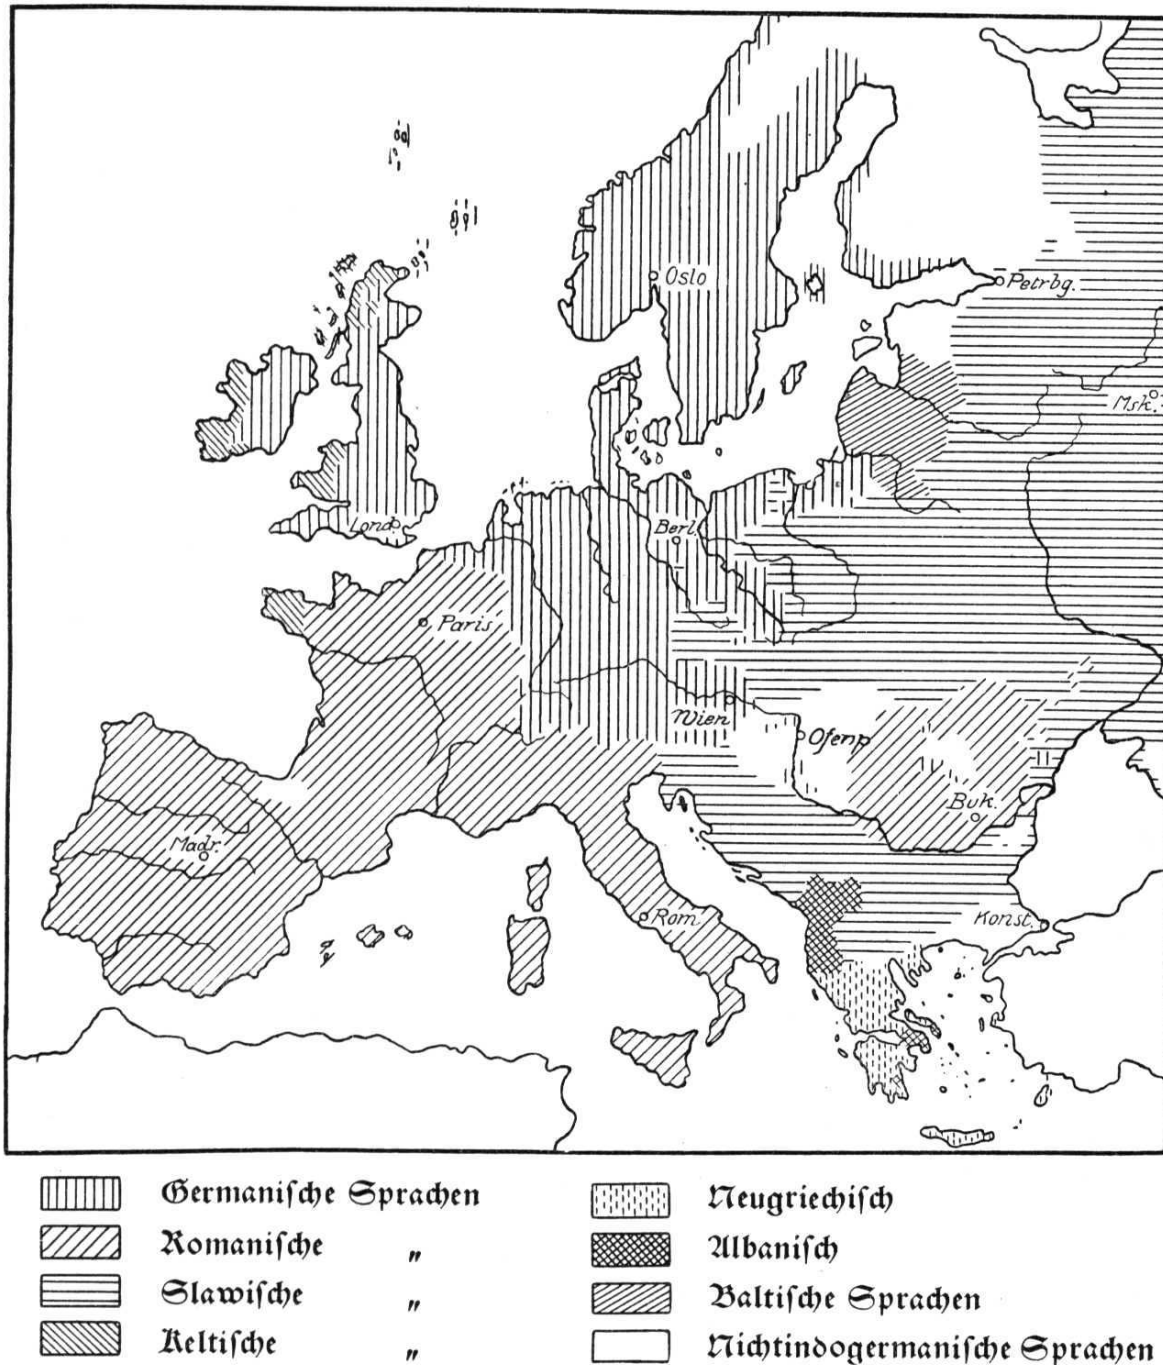 Oslo
Petrbg.
Msk.
Lond.
Berl.
Paris
Wien
Ofenp
Buk.
Madr.
Rom
Konst.
Germaniſche Sprachen
Romaniſche "
Slawiſche "
Keltiſche "
Neugriechiſch
Albaniſch
Baltiſche Sprachen
Nichtindogermaniſche Sprachen